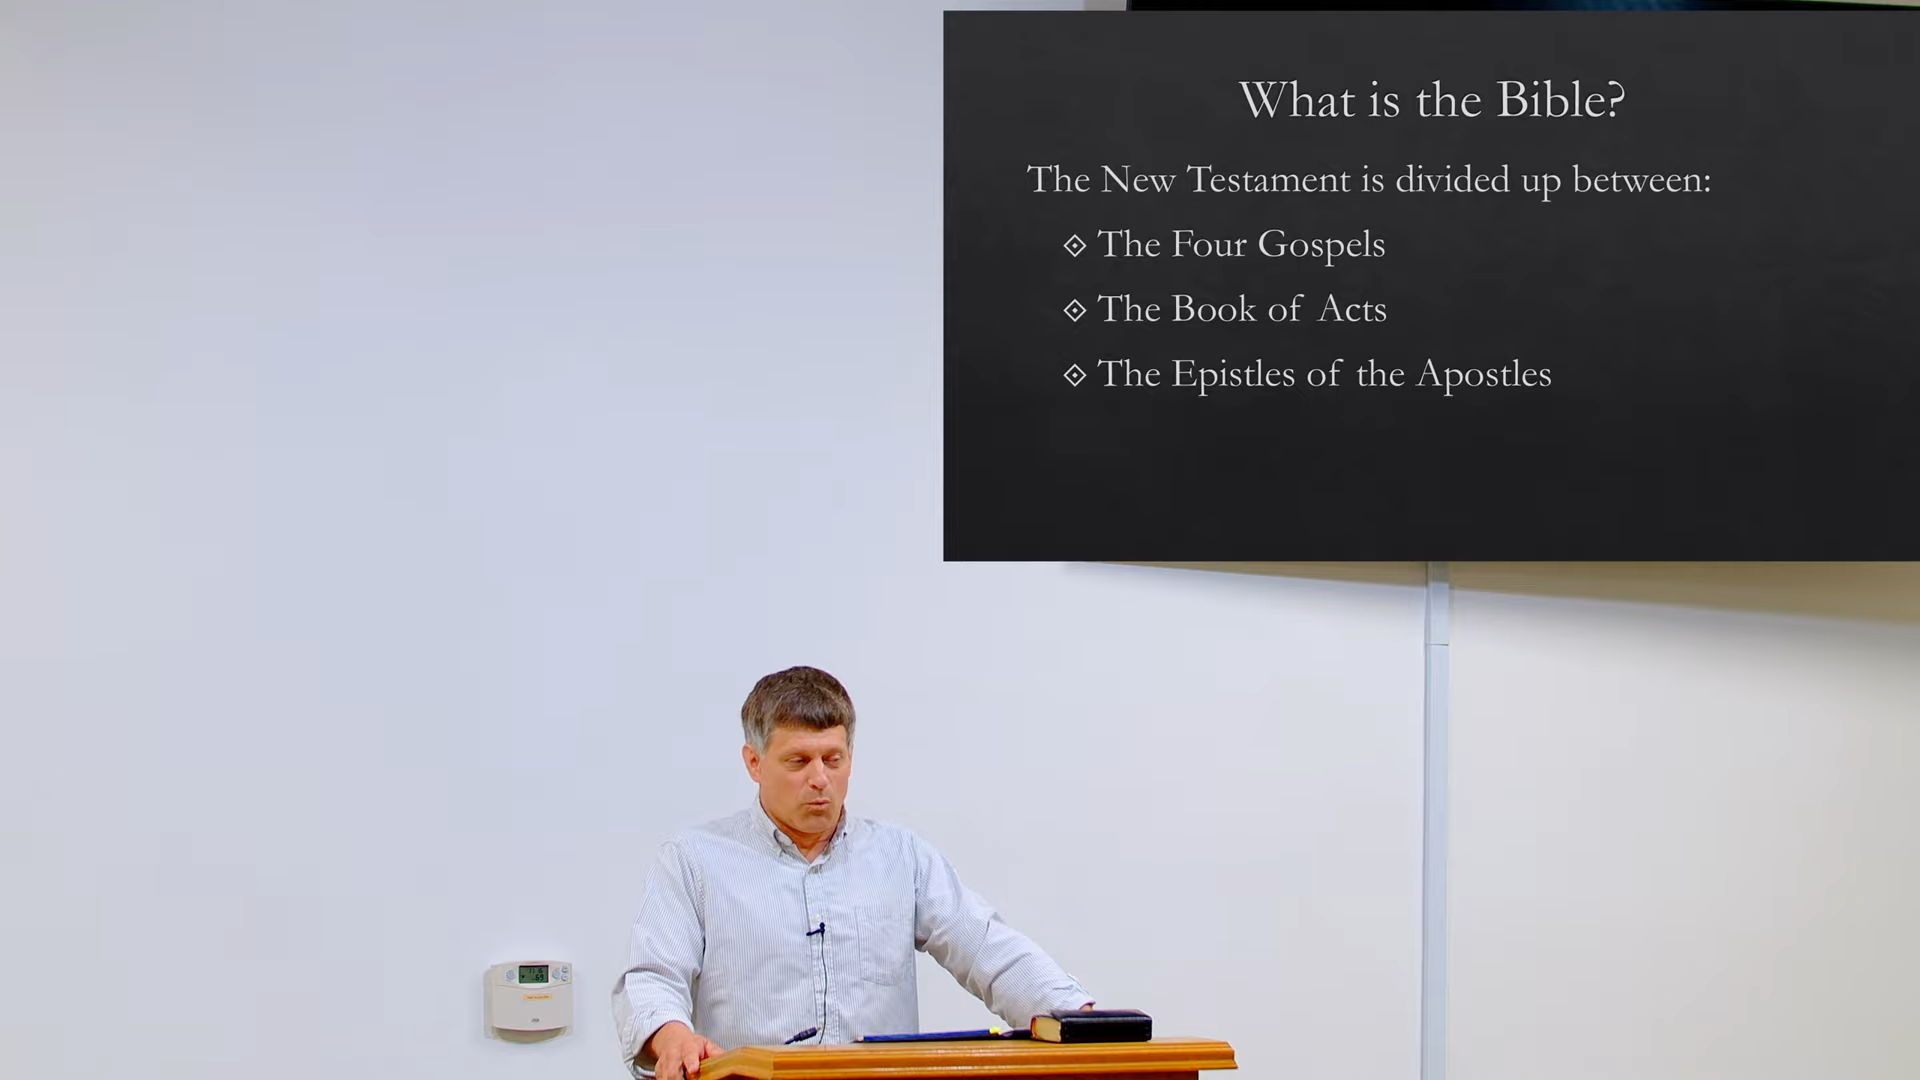 What is the Bible?
The New Testament is divided up between:
The Four Gospels
The Book of Acts
The Epistles of the Apostles